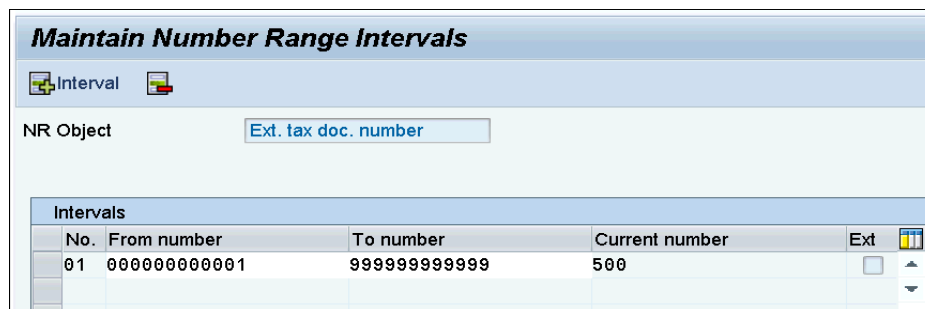 Maintain Number Range Intervals
Interval
NR Object Ext. tax doc. number
Intervals
No. From number To number Current number Ext
01 000000000001 999999999999 500